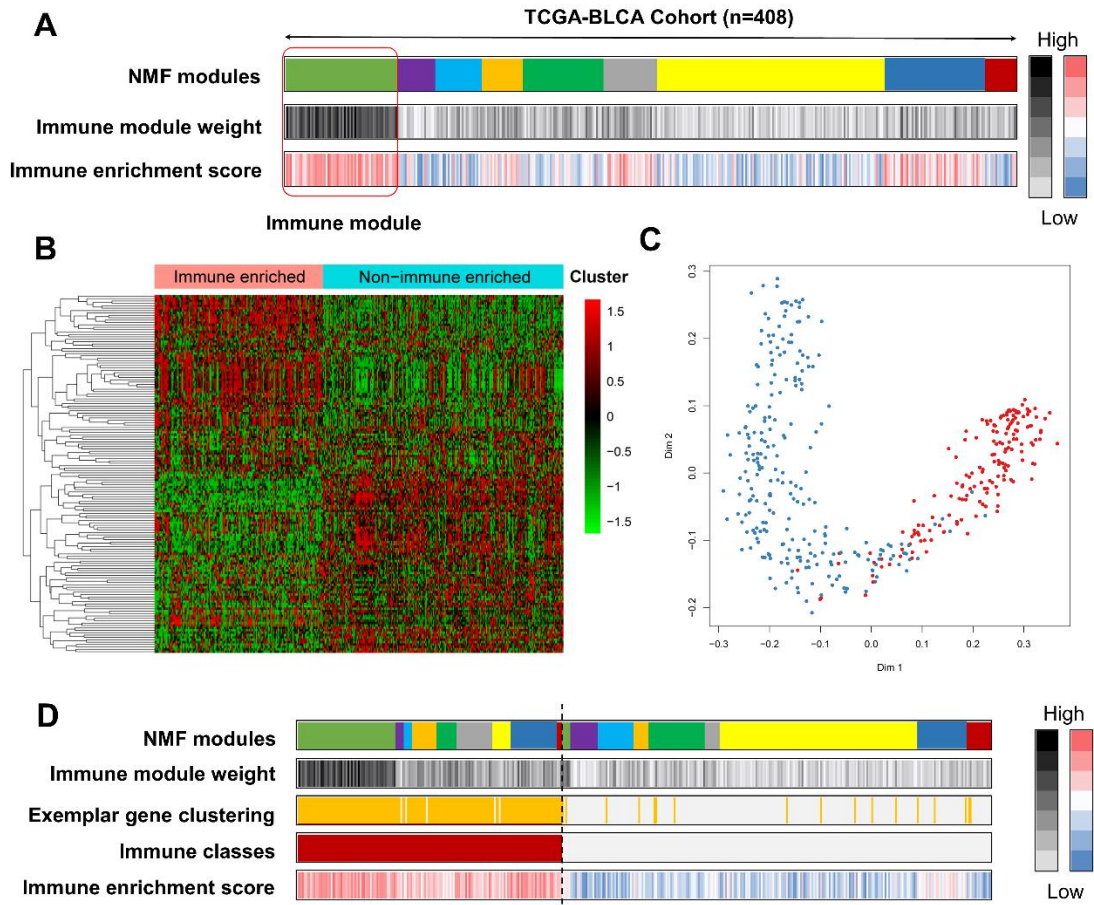 A
TCGA-BLCA Cohort (n=408)
High
NMF modules
Immune module weight
Immune enrichment score
Immune module
Low
B
Immune enriched
Non-immune enriched
Cluster
1.5
1
0.5
0
−0.5
−1
−1.5
C
0.3
0.2
0.1
0.0
−0.1
−0.2
Dim 2
−0.3
−0.2
−0.1
0.0
0.1
0.2
0.3
Dim 1
D
High
NMF modules
Immune module weight
Exemplar gene clustering
Immune classes
Immune enrichment score
Low